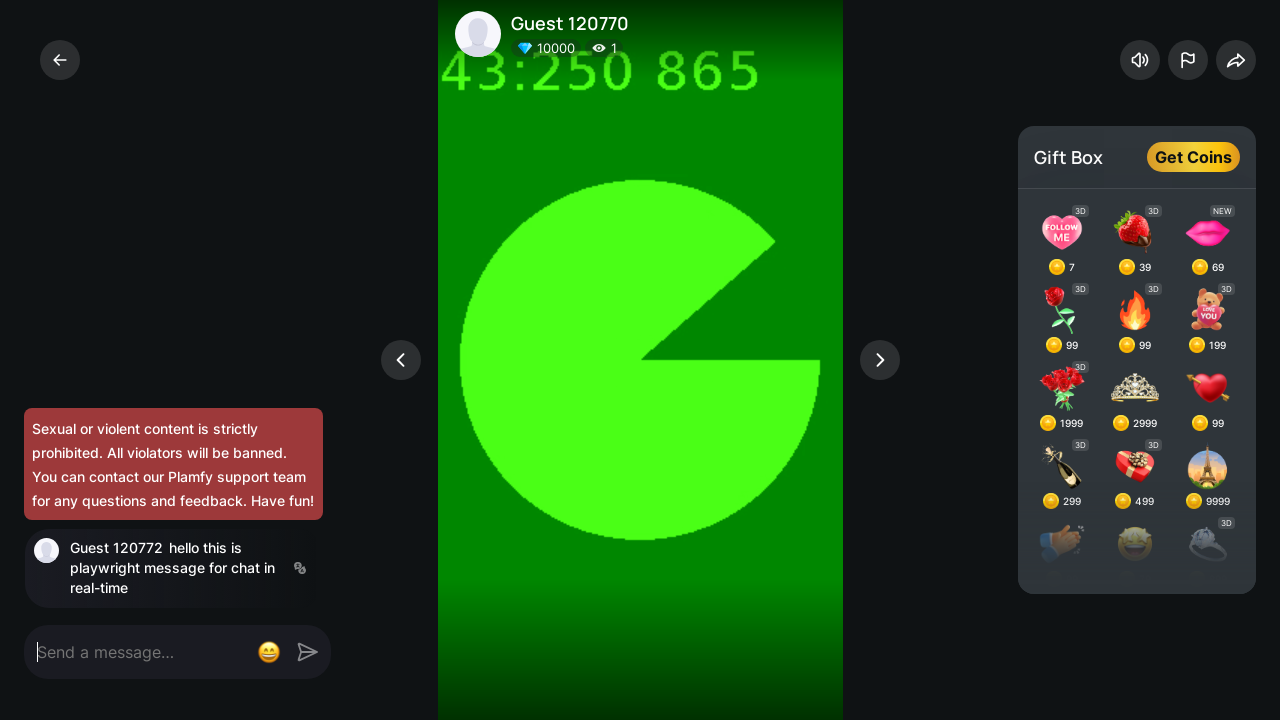 Guest 120770
10000 1
43:250 865
Gift Box
Get Coins
3D 3D NEW
FOLLOW
ME
7 39 69
3D 3D
LOVE
YOU
99 99 199
3D
1999 2999 99
3D 3D
299 499 9999
3D
Sexual or violent content is strictly
prohibited. All violators will be banned.
You can contact our Plamfy support team
for any questions and feedback. Have fun!
Guest 120772 hello this is
playwright message for chat in
real-time
Send a message...